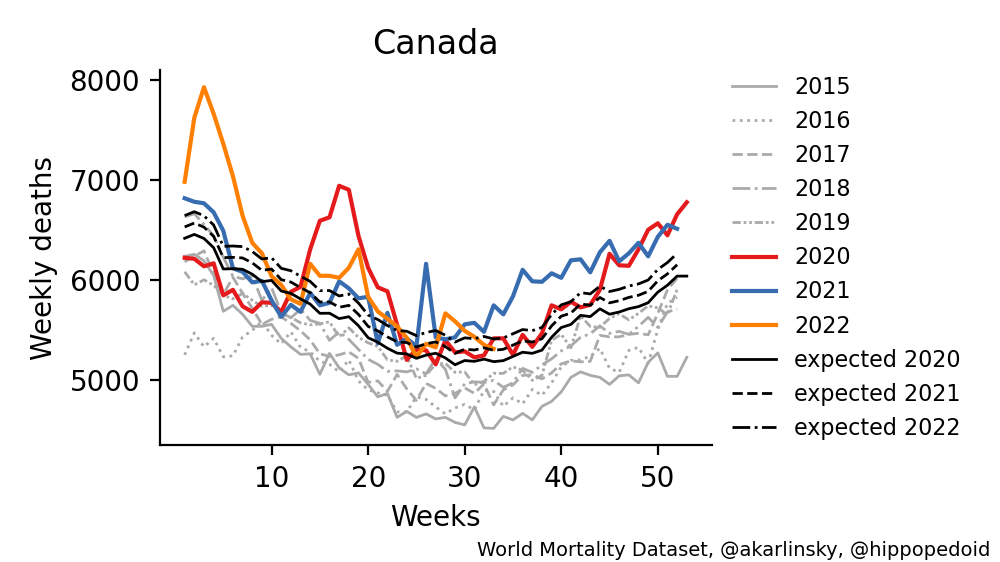 Canada
8000
7000
6000
5000
Weekly deaths
10 20 30 40 50
Weeks
2015
2016
2017
2018
2019
2020
2021
2022
expected 2020
expected 2021
expected 2022
World Mortality Dataset, @akarlinsky, @hippopedoid